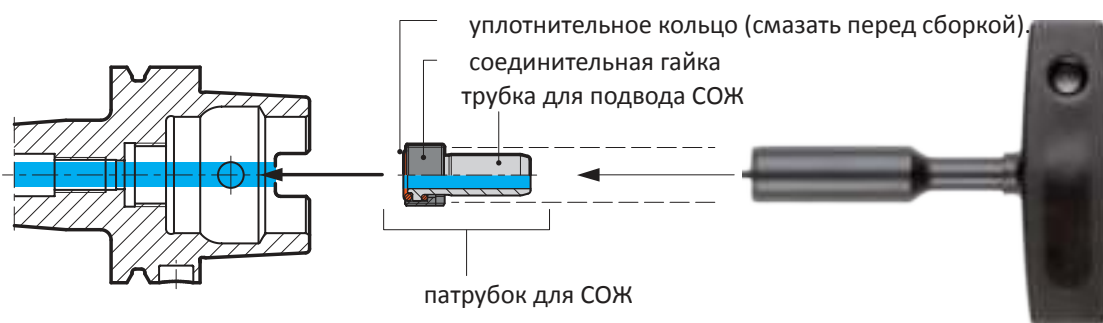 уплотнительное кольцо (смазать перед сборкой).
соединительная гайка
трубка для подвода СОЖ
патрубок для СОЖ